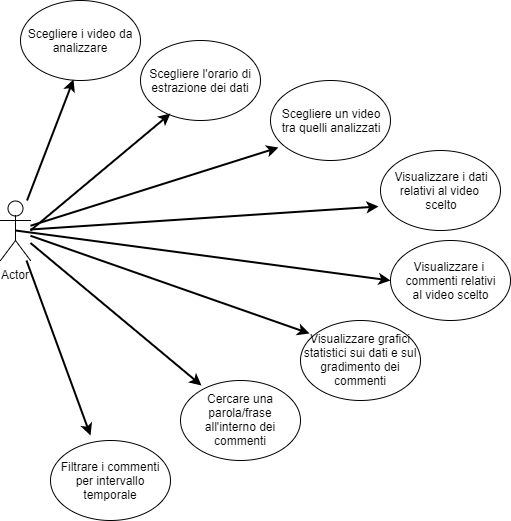 Scegliere i video da
analizzare
Scegliere l'orario di
estrazione dei dati
Scegliere un video
tra quelli analizzati
Visualizzare i dati
relativi al video
scelto
Actor
Visualizzare i
commenti relativi
al video scelto
Visualizzare grafici
statistici sui dati e sul
gradimento dei
commenti
Cercare una
parola/frase
all'interno dei
commenti
Filtrare i commenti
per intervallo
temporale